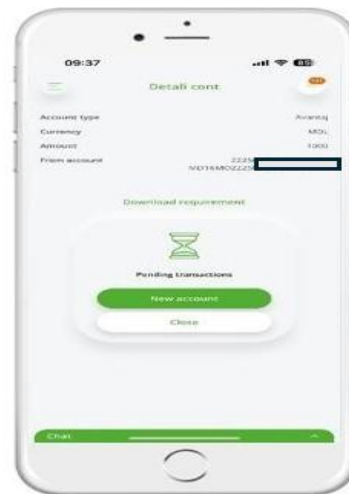 09:37 85
Detalii cont
Account type Avantaj
Currency MDL
Amount 1000
From account 2225
MD16MO2225
Download requirement
Pending transactions
New account
Close
Chat